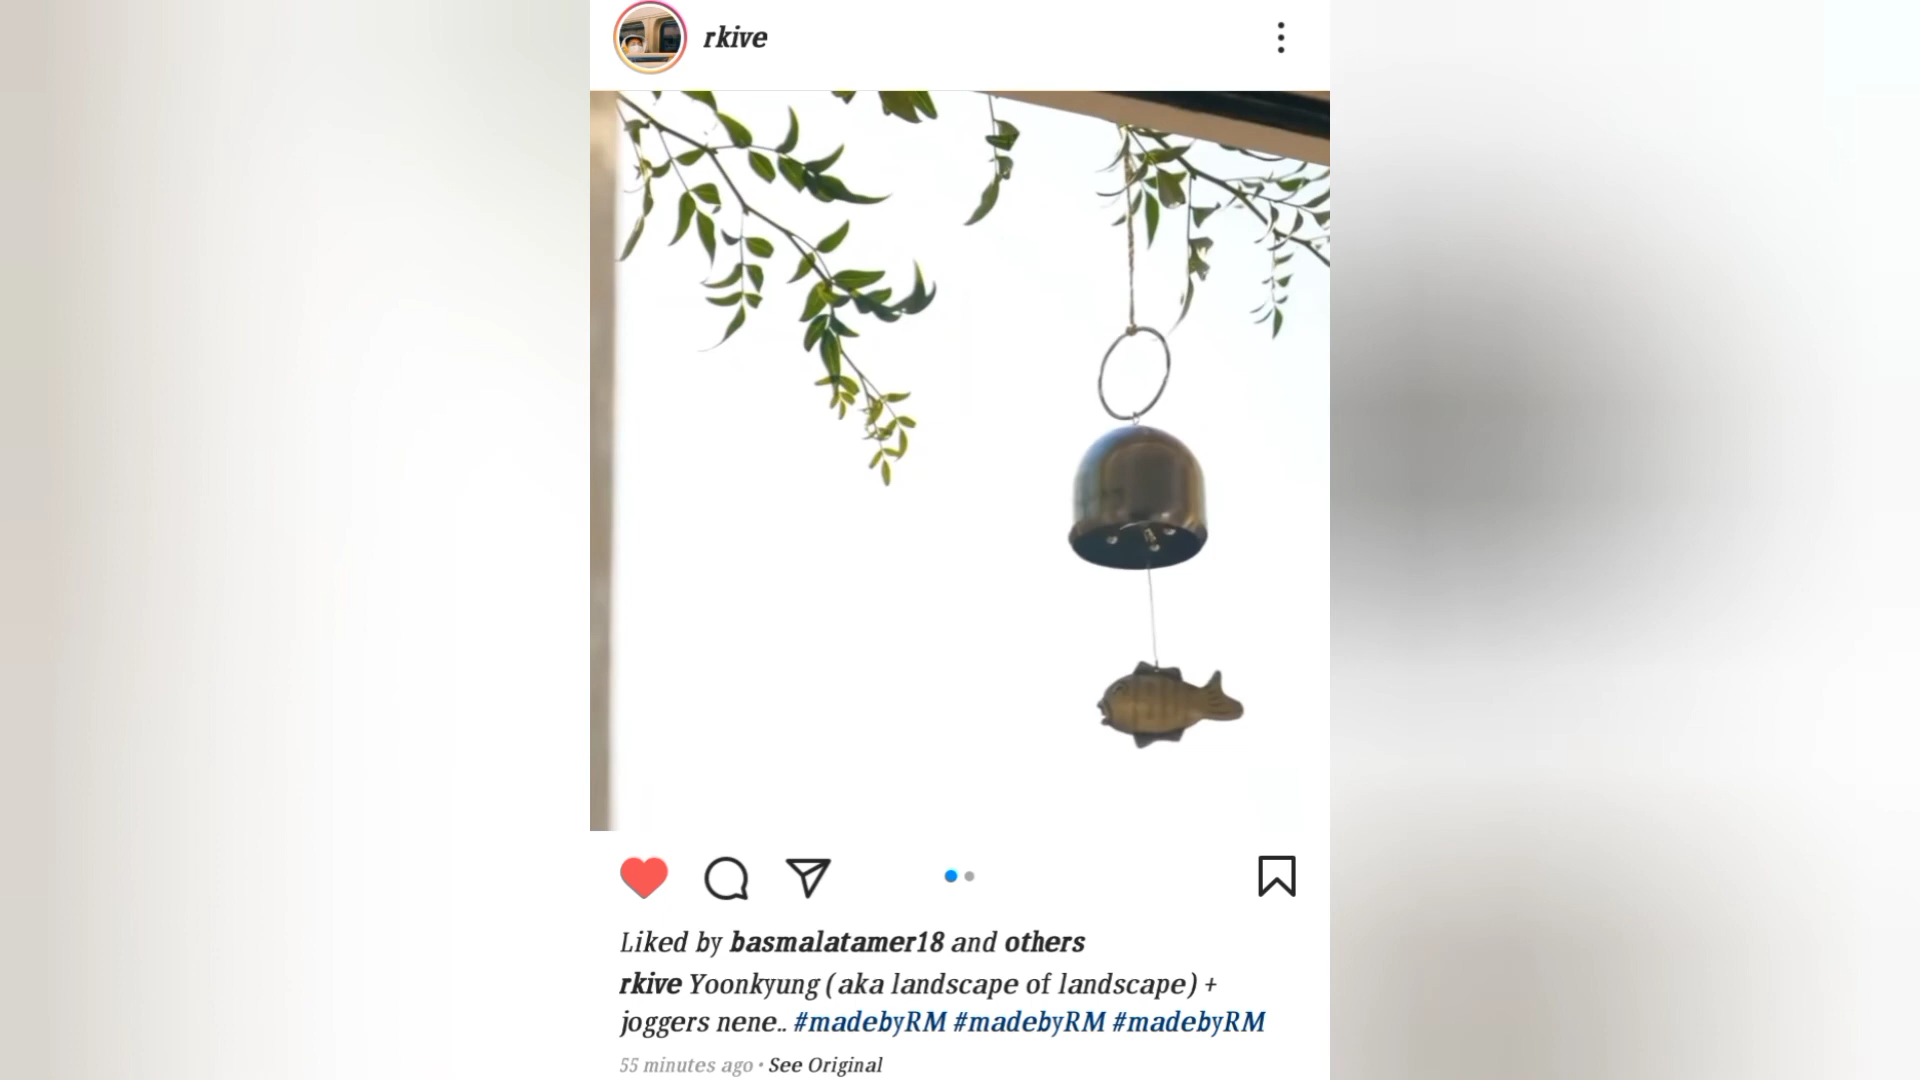 rkive
Liked by basmalatamer18 and others
rkive Yoonkyung (aka landscape of landscape) +
joggers nene.. #madebyRM #madebyRM #madebyRM
55 minutes ago • See Original